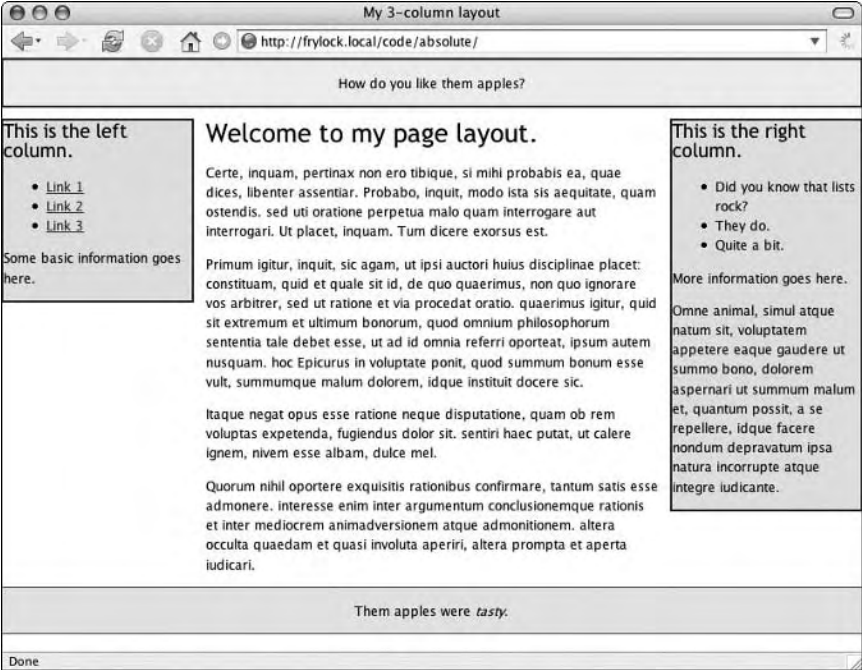 My 3-column layout
http://frylock.local/code/absolute/
How do you like them apples?
This is the left
column.
Link 1
Link 2
Link 3
Some basic information goes
here.
Welcome to my page layout.
Certe, inquam, pertinax non ero tibique, si mihi probabis ea, quae
dices, libenter assentiar. Probabo, inquit, modo ista sis aequitate, quam
ostendis. sed uti oratione perpetua malo quam interrogare aut
interrogari. Ut placet, inquam. Tum dicere exorsus est.
Primum igitur, inquit, sic agam, ut ipsi auctori huius disciplinae placet:
constituam, quid et quale sit id, de quo quaerimus, non quo ignorare
vos arbitrer, sed ut ratione et via procedat oratio. quaerimus igitur, quid
sit extremum et ultimum bonorum, quod omnium philosophorum
sententia tale debet esse, ut ad id omnia referri oporteat, ipsum autem
nusquam. hoc Epicurus in voluptate ponit, quod summum bonum esse
vult, summumque malum dolorem, idque instituit docere sic.
Itaque negat opus esse ratione neque disputatione, quam ob rem
voluptas expetenda, fugiendus dolor sit. sentiri haec putat, ut calere
ignem, nivem esse albam, dulce mel.
Quorum nihil oportere exquisitis rationibus confirmare, tantum satis esse
admonere. interesse enim inter argumentum conclusionemque rationis
et inter mediocrem animadversionem atque admonitionem. altera
occulta quaedam et quasi involuta aperiri, altera prompta et aperta
iudicari.
This is the right
column.
Did you know that lists
rock?
They do.
Quite a bit.
More information goes here.
Omne animal, simul atque
natum sit, voluptatem
appetere eaque gaudere ut
summo bono, dolorem
aspernari ut summum malum
et, quantum possit, a se
repellere, idque facere
nondum depravatum ipsa
natura incorrupte atque
integre iudicante.
Them apples were tasty.
Done